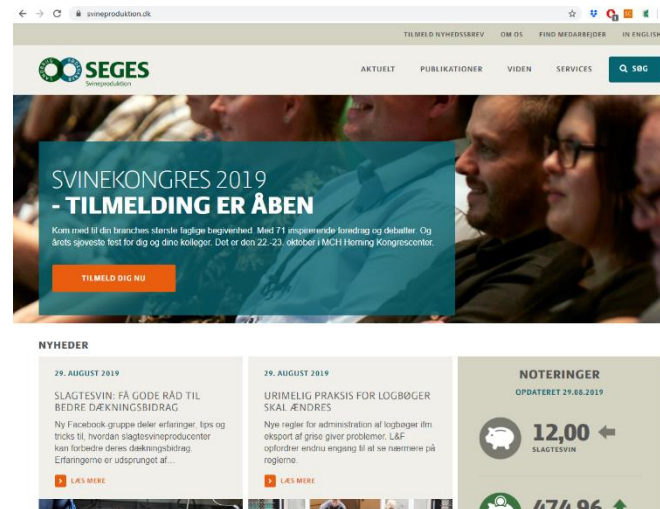 svineproduktion.dk
TILMELD NYHEDSBREV OM OS FIND MEDARBEJDER IN ENGLISH
SEGES
Svineproduktion
AKTUELT PUBLIKATIONER VIDEN SERVICES SØG
SVINEKONGRES 2019
- TILMELDING ER ÅBEN
Kom med til din branches største faglige begivenhed. Med 71 inspirerende foredrag og debatter. Og
årets sjoveste fest for dig og dine kolleger. Det er den 22.-23. oktober i MCH Herning Kongrescenter.
TILMELD DIG NU
NYHEDER
29. AUGUST 2019
SLAGTESVIN: FÅ GODE RÅD TIL
BEDRE DÆKNINGSBIDRAG
Ny Facebook-gruppe deler erfaringer, tips og
tricks til, hvordan slagtesvineproducenter
kan forbedre deres dækningsbidrag.
Erfaringerne er udsprunget af...
LÆS MERE
29. AUGUST 2019
URIMELIG PRAKSIS FOR LOGBØGER
SKAL ÆNDRES
Nye regler for administration af logbøger ifm.
eksport af grise giver problemer. L&F
opfordrer endnu engang til at se nærmere på
reglerne.
LÆS MERE
NOTERINGER
OPDATERET 29.08.2019
12,00
SLAGTESVIN
474,96